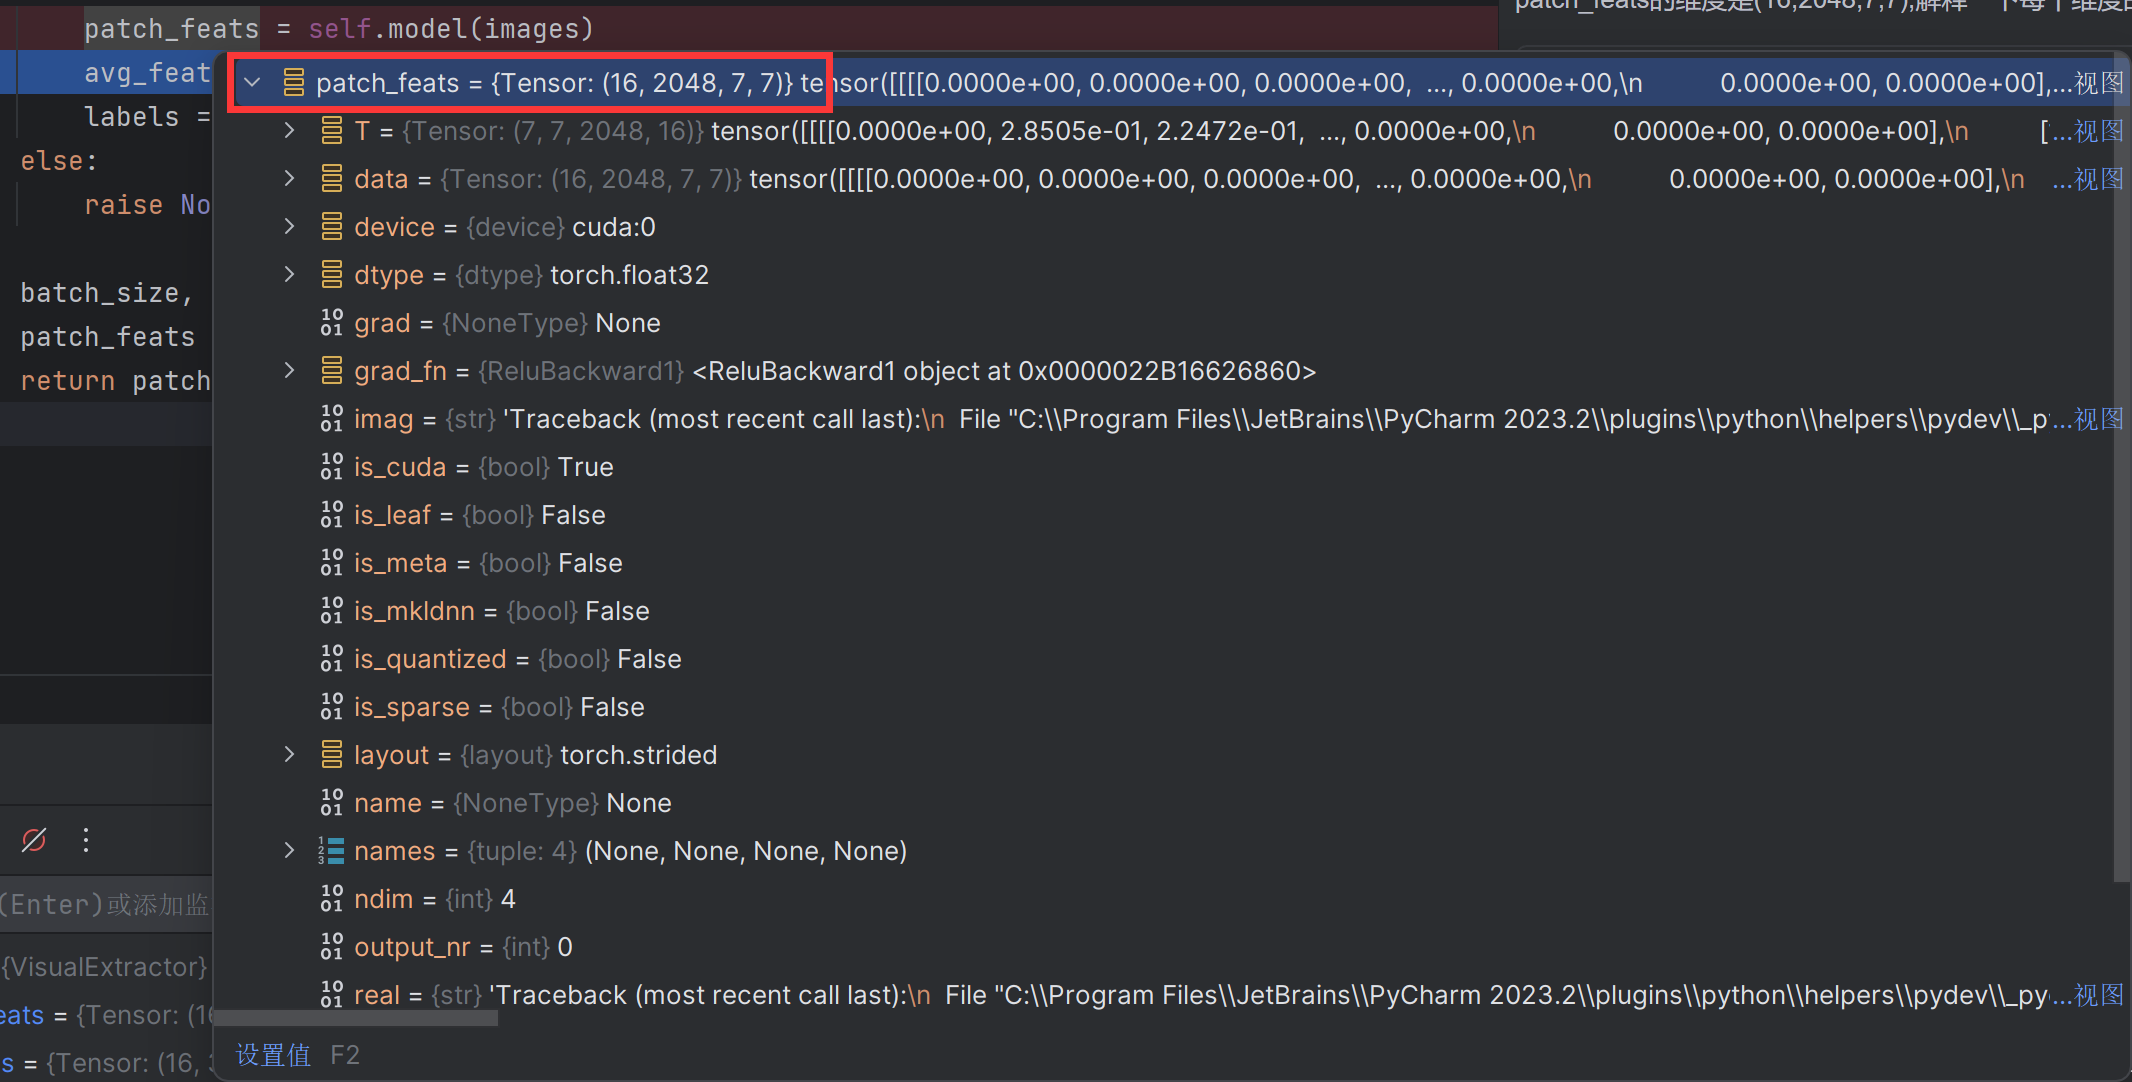 patch_feats = self.model(images)
patch_feats的维度是(16,2048,7,7),解释一下每个维度
avg_feat
patch_feats = {Tensor: (16, 2048, 7, 7)} tensor([[[[0.0000e+00, 0.0000e+00, 0.0000e+00, ..., 0.0000e+00,\n 0.0000e+00, 0.0000e+00],...视图
labels =
T = {Tensor: (7, 7, 2048, 16)} tensor([[[[0.0000e+00, 2.8505e-01, 2.2472e-01, ..., 0.0000e+00,\n 0.0000e+00, 0.0000e+00],\n [...视图
else:
data = {Tensor: (16, 2048, 7, 7)} tensor([[[[0.0000e+00, 0.0000e+00, 0.0000e+00, ..., 0.0000e+00,\n 0.0000e+00, 0.0000e+00],\n ...视图
raise No
device = {device} cuda:0
dtype = {dtype} torch.float32
batch_size,
grad = {NoneType} None
patch_feats
grad_fn = {ReluBackward1} <ReluBackward1 object at 0x0000022B16626860>
return patch
imag = {str} 'Traceback (most recent call last):\n File "C:\\Program Files\\JetBrains\\PyCharm 2023.2\\plugins\\python\\helpers\\pydev\\_p...视图
is_cuda = {bool} True
is_leaf = {bool} False
is_meta = {bool} False
is_mkldnn = {bool} False
is_quantized = {bool} False
is_sparse = {bool} False
layout = {layout} torch.strided
name = {NoneType} None
names = {tuple: 4} (None, None, None, None)
(Enter)或添加监
ndim = {int} 4
output_nr = {int} 0
{VisualExtractor}
real = {str} 'Traceback (most recent call last):\n File "C:\\Program Files\\JetBrains\\PyCharm 2023.2\\plugins\\python\\helpers\\pydev\\_py...视图
eats = {Tensor: (16
设置值 F2
s = {Tensor: (16,